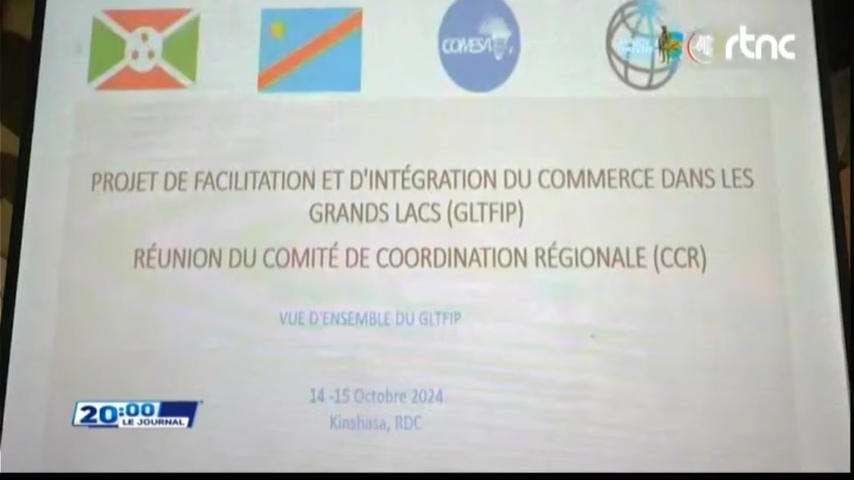 COMESA
rtnc
PROJET DE FACILITATION ET D'INTÉGRATION DU COMMERCE DANS LES
GRANDS LACS (GLTFIP)
RÉUNION DU COMITÉ DE COORDINATION RÉGIONALE (CCR)
VUE D'ENSEMBLE DU GLTFIP
14 -15 Octobre 2024
Kinshasa, RDC
20:00
LE JOURNAL